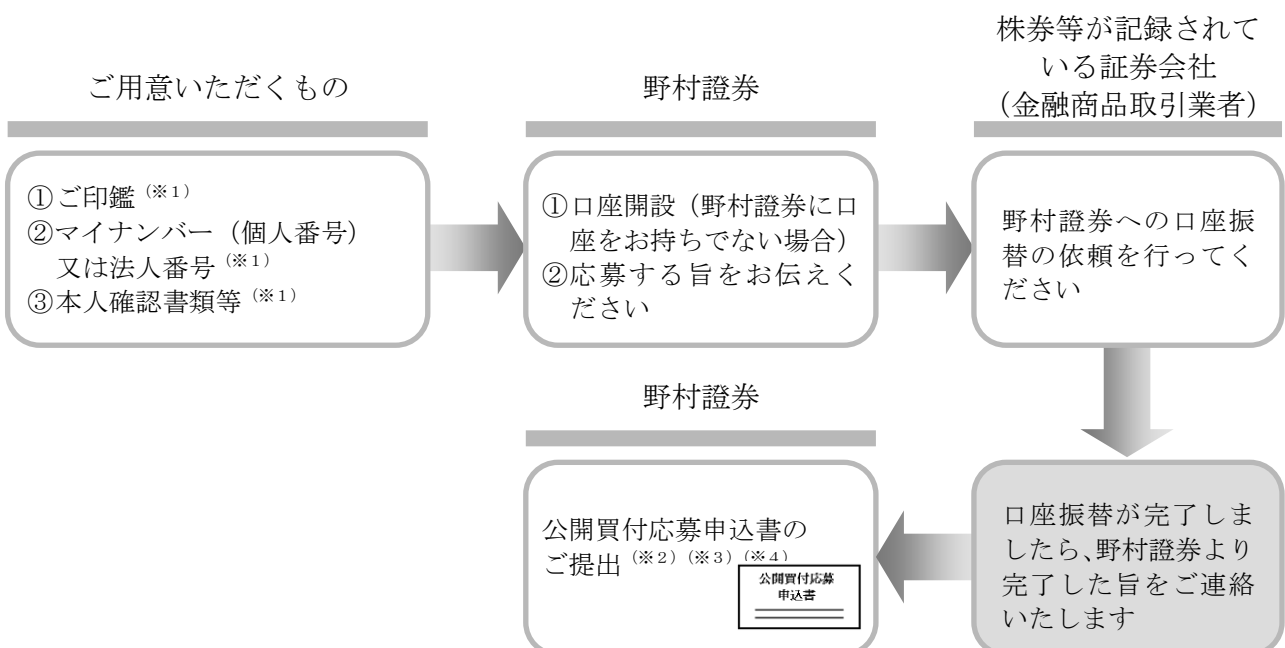 ご用意いただくもの
①ご印鑑(※1)
②マイナンバー(個人番号)
又は法人番号(※1)
③本人確認書類等(※1)
野村證券
①口座開設(野村證券に口
座をお持ちでない場合)
②応募する旨をお伝えく
ださい
株券等が記録されて
いる証券会社
(金融商品取引業者)
野村證券への口座振
替の依頼を行ってく
ださい
口座振替が完了しま
したら、野村證券より
完了した旨をご連絡
いたします
野村證券
公開買付応募申込書の
ご提出(※2)(※3)(※4)
公開買付応募
申込書